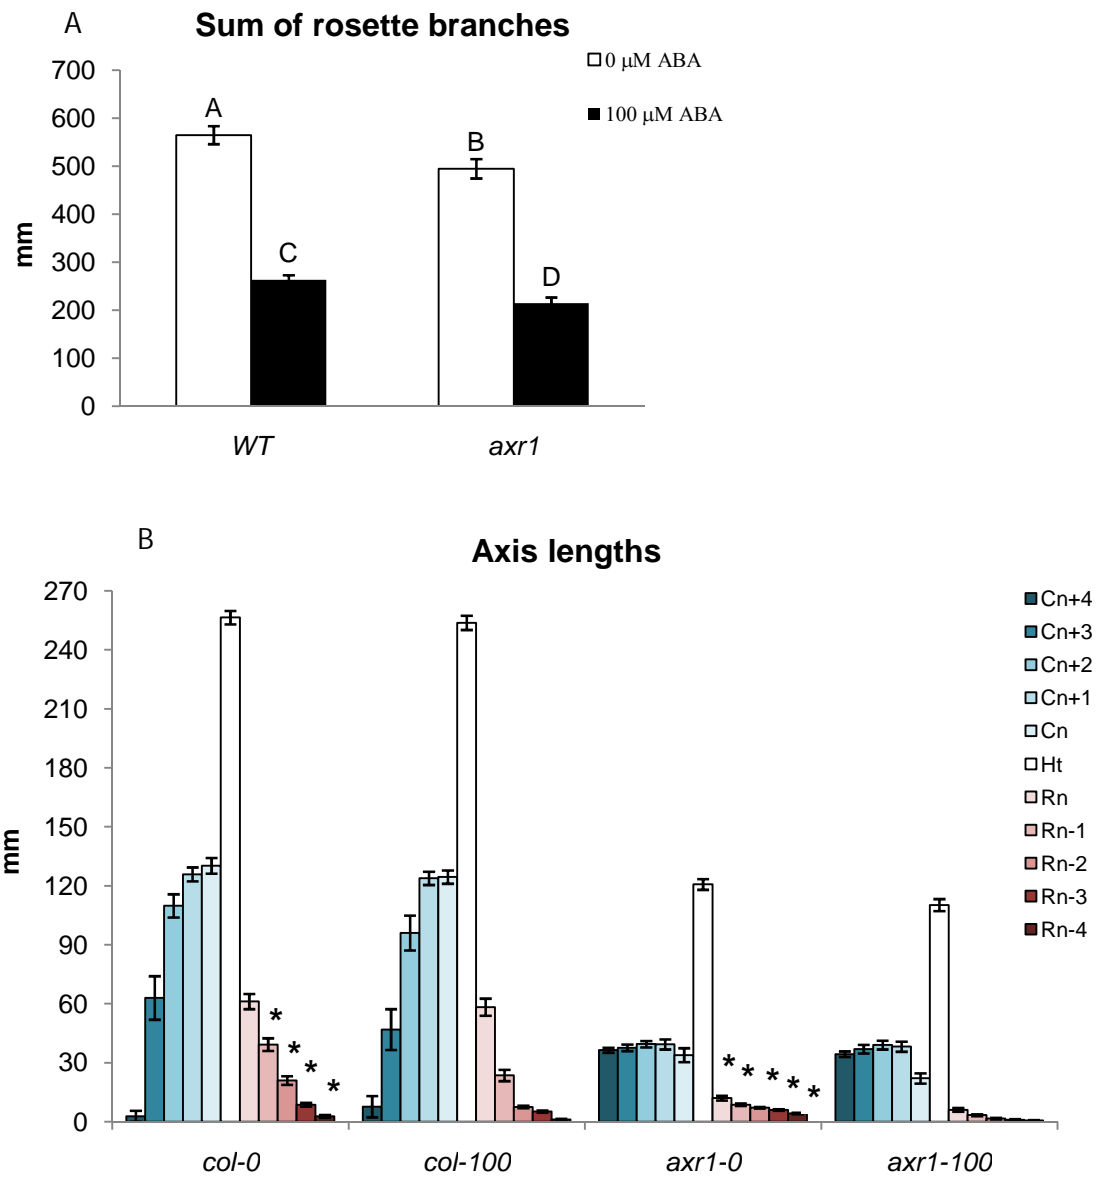 A
Sum of rosette branches
0 μM ABA
100 μM ABA
700
600
500
400
300
200
100
0
mm
A
B
C
D
WT
axr1
B
Axis lengths
270
240
210
180
150
120
90
60
30
0
mm
* * * *
* * * * *
col-0
col-100
axr1-0
axr1-100
Cn+4
Cn+3
Cn+2
Cn+1
Cn
Ht
Rn
Rn-1
Rn-2
Rn-3
Rn-4